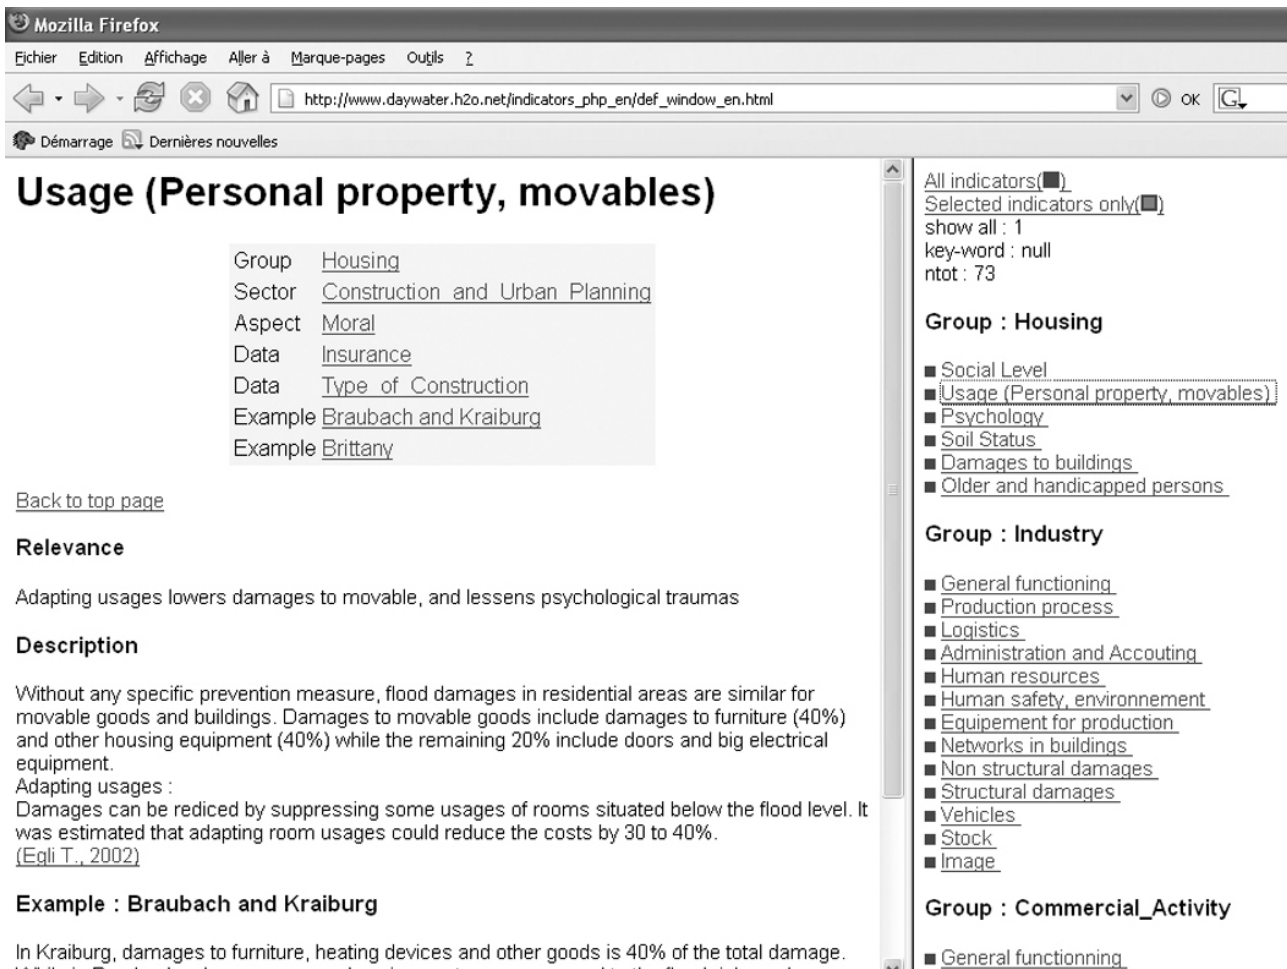 Mozilla Firefox
Fichier Edition Affichage Aller à Marque-pages Outils ?
http://www.daywater.h2o.net/indicators_php_en/def_window_en.html OK G
Démarrage Dernières nouvelles
Usage (Personal property, movables)
Group Housing
Sector Construction and Urban Planning
Aspect Moral
Data Insurance
Data Type of Construction
Example Braubach and Kraiburg
Example Brittany
Back to top page
Relevance
Adapting usages lowers damages to movable, and lessens psychological traumas
Description
Without any specific prevention measure, flood damages in residential areas are similar for
movable goods and buildings. Damages to movable goods include damages to furniture (40%)
and other housing equipment (40%) while the remaining 20% include doors and big electrical
equipment.
Adapting usages :
Damages can be rediced by suppressing some usages of rooms situated below the flood level. It
was estimated that adapting room usages could reduce the costs by 30 to 40%.
(Egli T., 2002)
Example : Braubach and Kraiburg
In Kraiburg, damages to furniture, heating devices and other goods is 40% of the total damage.
All indicators(■)
Selected indicators only(■)
show all : 1
key-word : null
ntot : 73
Group : Housing
Social Level
Usage (Personal property, movables)
Psychology
Soil Status
Damages to buildings
Older and handicapped persons
Group : Industry
General functioning
Production process
Logistics
Administration and Accouting
Human resources
Human safety, environnement
Equipement for production
Networks in buildings
Non structural damages
Structural damages
Vehicles
Stock
Image
Group : Commercial_Activity
General functionning